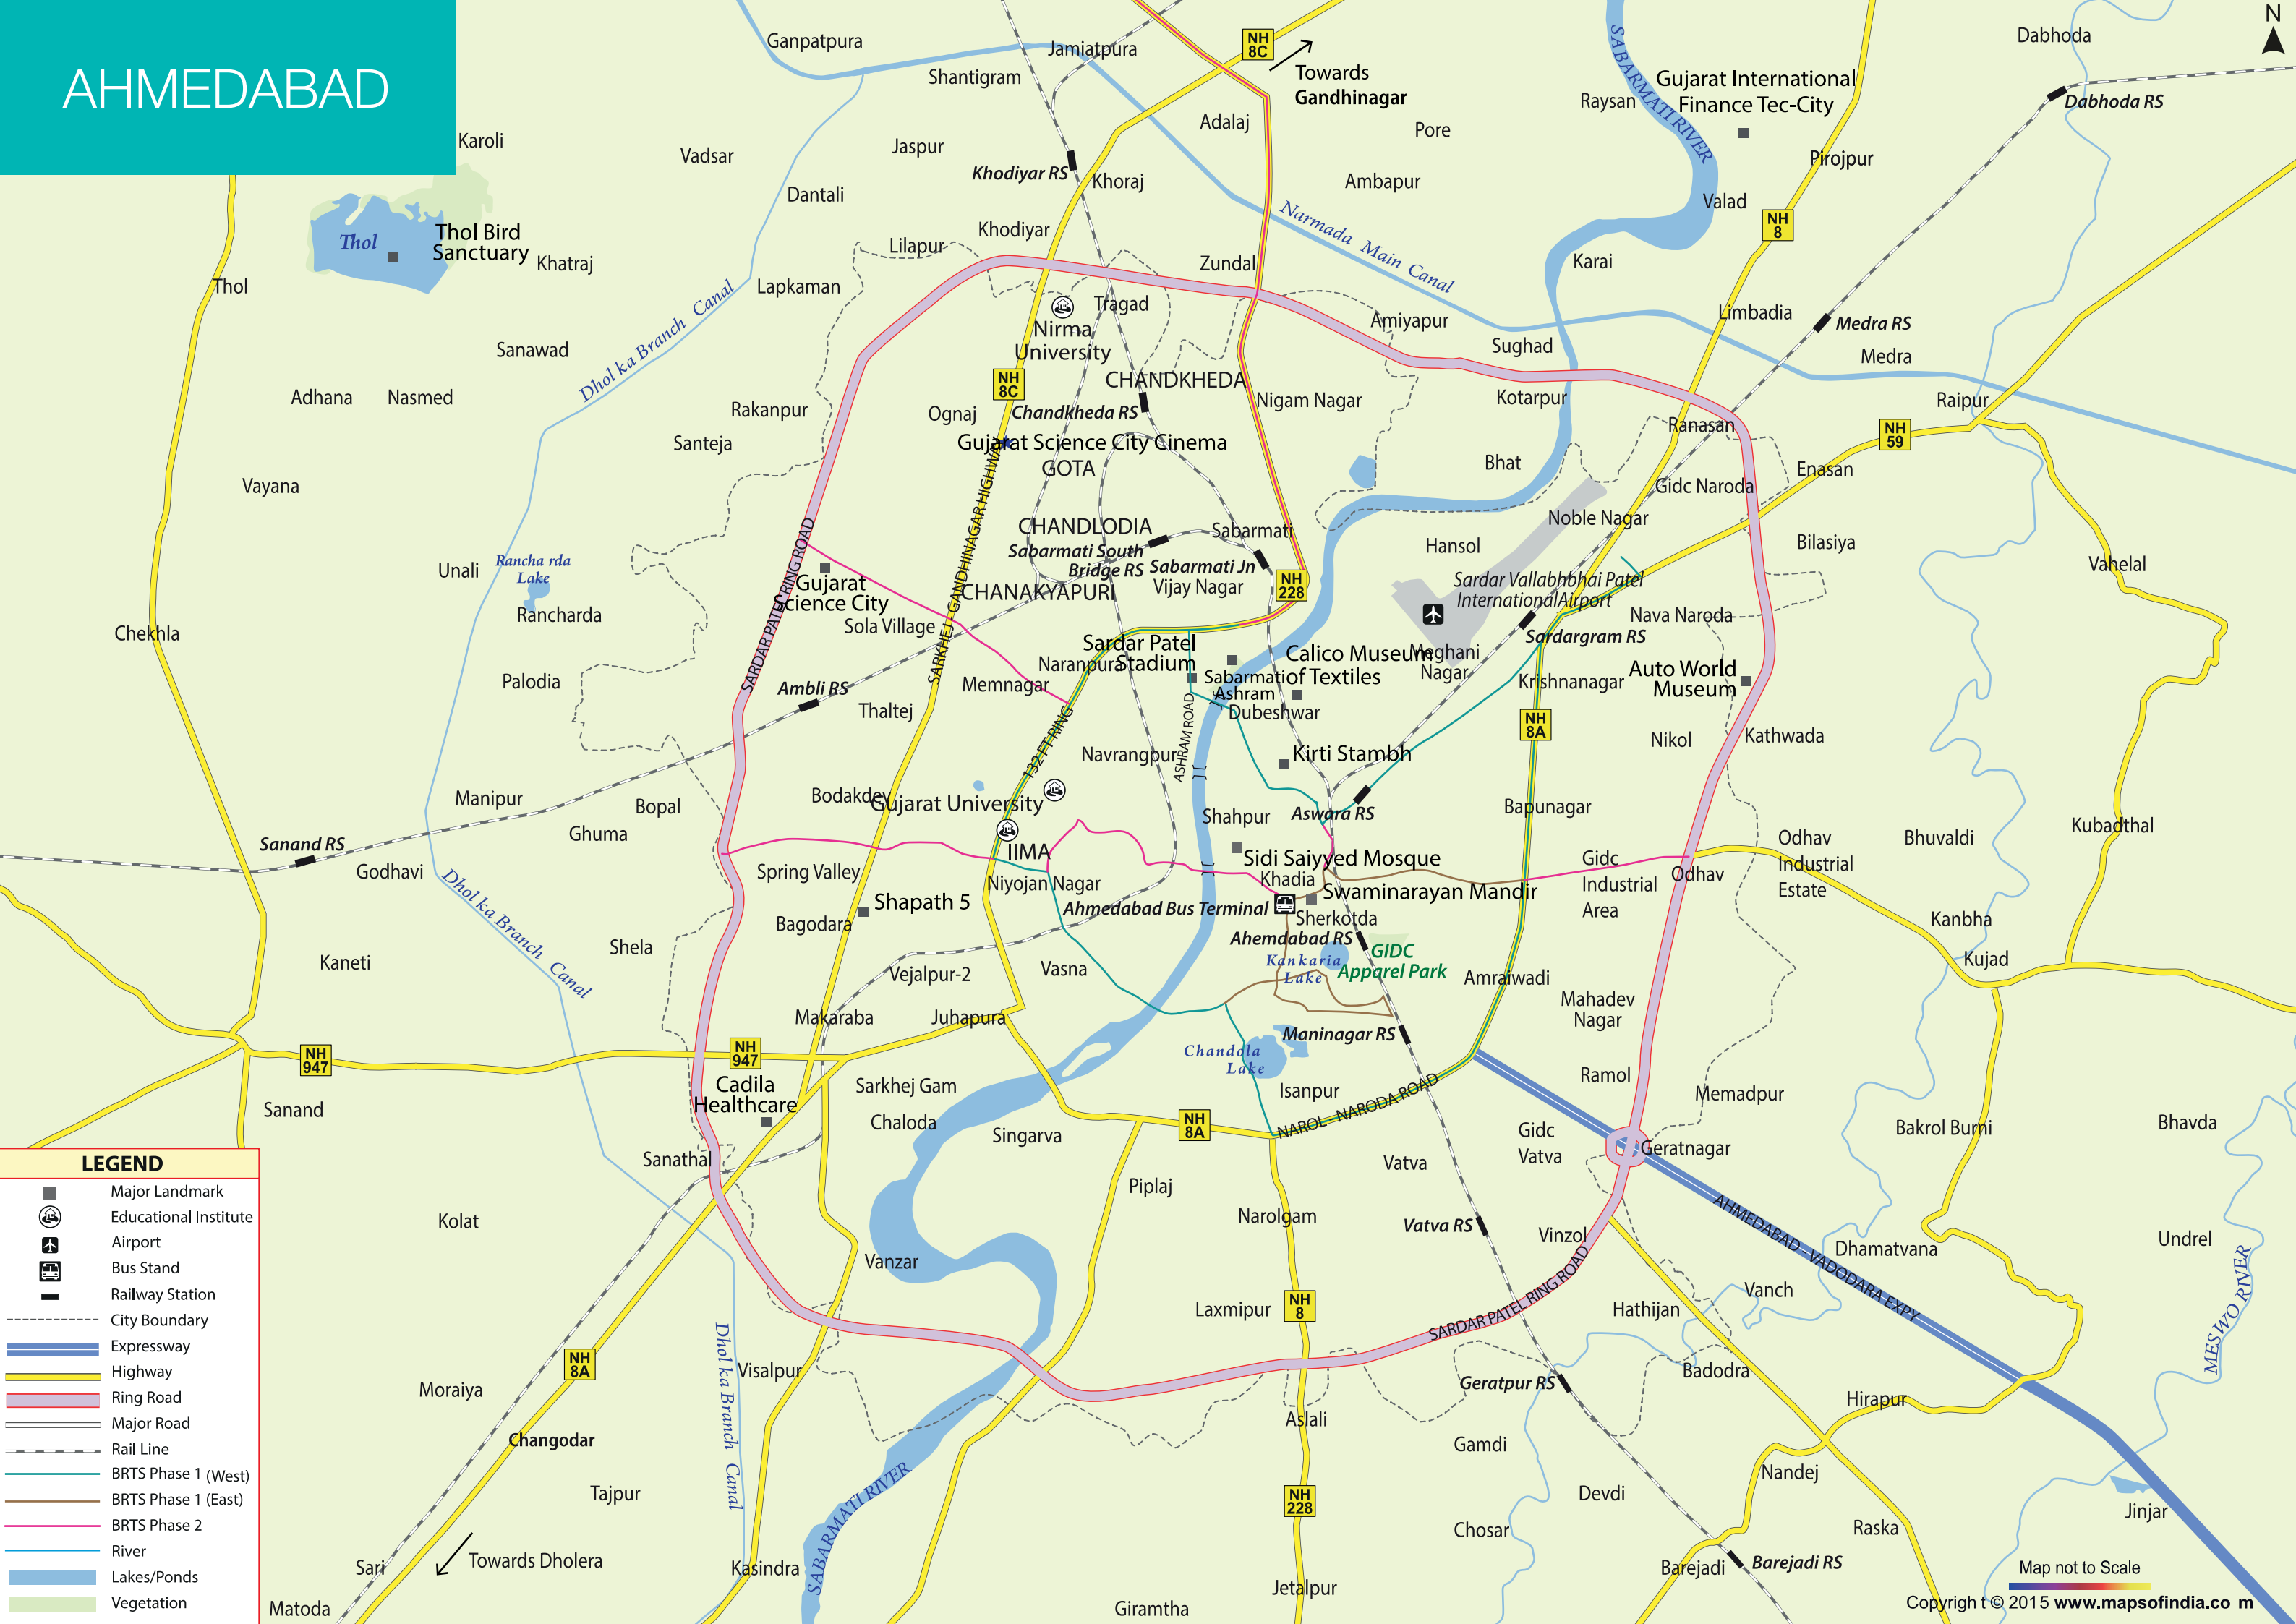 AHMEDABAD
N
Ganpatpura
Jamiatpura
Shantigram
NH
8C
Towards
Gandhinagar
SABARMATI RIVER
Gujarat International
Finance Tec-City
Raysan
Dabhoda
Dabhoda RS
Karoli
Vadsar
Jaspur
Adalaj
Pore
Pirojpur
Khodiyar RS
Khoraj
Ambapur
Dantali
Valad
NH
8
Thol
Thol Bird
Sanctuary
Khatraj
Khodiyar
Lilapur
Narmada Main Canal
Zundal
Karai
Thol
Lapkaman
Dholka Branch Canal
Tragad
Nirma
University
Amiyapur
Limbadia
Medra RS
Medra
Sughad
Sanawad
Adhana
Nasmed
NH
8C
CHANDKHEDA
Rakanpur
Ognaj
Chandkheda RS
Nigam Nagar
Kotarpur
Raipur
Ranasan
NH
59
Santeja
Gujarat Science City Cinema
GOTA
Bhat
Enasan
Vayana
Gidc Naroda
SARKHEJ - GANDHINAGAR HIGHWAY
CHANDLODIA
Sabarmati
Noble Nagar
Hansol
Bilasiya
SARDAR PATEL RING ROAD
Sabarmati South
Bridge RS
Sabarmati Jn
Vijay Nagar
Rancha rda
Lake
Unali
Vahelal
Gujarat
Science City
CHANAKYAPURI
NH
228
Sardar Vallabhbhai Patel
InternationalAirport
Rancharda
Sola Village
Nava Naroda
Sardargram RS
Chekhla
Sardar Patel
Stadium
Naranpura
Calico Museum
of Textiles
Meghani
Nagar
Auto World
Museum
Palodia
Ambli RS
Memnagar
Sabarmati
Ashram
Krishnanagar
Thaltej
Dubeshwar
NH
8A
132 FT RING
ASHRAM ROAD
Navrangpur
Kirti Stambh
Nikol
Kathwada
Manipur
Bopal
Bodakdev
Gujarat University
Shahpur
Aswara RS
Bapunagar
Ghuma
Sanand RS
Godhavi
IIMA
Sidi Saiyyed Mosque
Khadia
Gidc
Industrial
Area
Odhav
Odhav
Industrial
Estate
Bhuvaldi
Kubadthal
Spring Valley
Niyojan Nagar
Swaminarayan Mandir
Dholka Branch Canal
Shapath 5
Ahmedabad Bus Terminal
Sherkotda
Bagodara
Kanbha
Shela
Ahemdabad RS
GIDC
Apparel Park
Kankaria
Lake
Kaneti
Vejalpur-2
Vasna
Amraiwadi
Kujad
Mahadev
Nagar
Makaraba
Juhapura
Maninagar RS
NH
947
NH
947
Chandola
Lake
Cadila
Healthcare
Sarkhej Gam
Isanpur
Ramol
Memadpur
Sanand
Chaloda
Singarva
NH
8A
NAROL - NARODA ROAD
Gidc
Vatva
Geratnagar
Bakrol Burni
Bhavda
Sanathal
Vatva
Piplaj
Kolat
Narolgam
Vatva RS
Vinzol
AHMEDABAD - VADODARA EXPY
Dhamatvana
Undrel
MESWO RIVER
Vanzar
Vanch
Laxmipur
NH
8
SARDAR PATEL RING ROAD
Hathijan
NH
8A
Dholka Branch Canal
Visalpur
Badodra
Moraiya
Geratpur RS
Hirapur
Changodar
Aslali
Gamdi
Nandej
Tajpur
SABARMATI RIVER
NH
228
Devdi
Jinjar
Chosar
Raska
Sari
Towards Dholera
Kasindra
Barejadi
Barejadi RS
Jetalpur
Matoda
Giramtha
LEGEND
Major Landmark
Educational Institute
Airport
Bus Stand
Railway Station
City Boundary
Expressway
Highway
Ring Road
Major Road
Rail Line
BRTS Phase 1 (West)
BRTS Phase 1 (East)
BRTS Phase 2
River
Lakes/Ponds
Vegetation
Map not to Scale
Copyrigh t © 2015 www.mapsofindia.co m